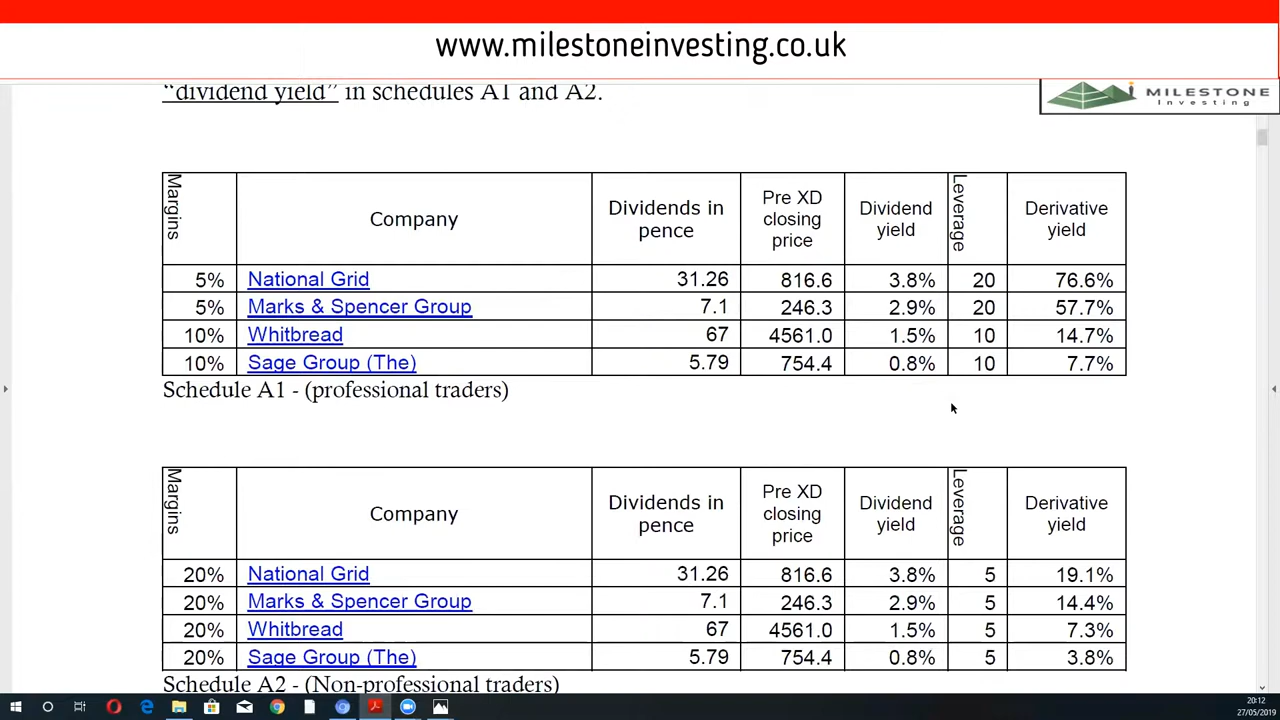 www.milestoneinvesting.co.uk
MILESTONE
Investing
“dividend yield” in schedules A1 and A2.
Margins Company Dividends in pence Pre XD closing price Dividend yield Leverage Derivative yield
5% National Grid 31.26 816.6 3.8% 20 76.6%
5% Marks & Spencer Group 7.1 246.3 2.9% 20 57.7%
10% Whitbread 67 4561.0 1.5% 10 14.7%
10% Sage Group (The) 5.79 754.4 0.8% 10 7.7%
Schedule A1 - (professional traders)
Margins Company Dividends in pence Pre XD closing price Dividend yield Leverage Derivative yield
20% National Grid 31.26 816.6 3.8% 5 19.1%
20% Marks & Spencer Group 7.1 246.3 2.9% 5 14.4%
20% Whitbread 67 4561.0 1.5% 5 7.3%
20% Sage Group (The) 5.79 754.4 0.8% 5 3.8%
Schedule A2 - (Non-professional traders)
20:12
27/05/2019